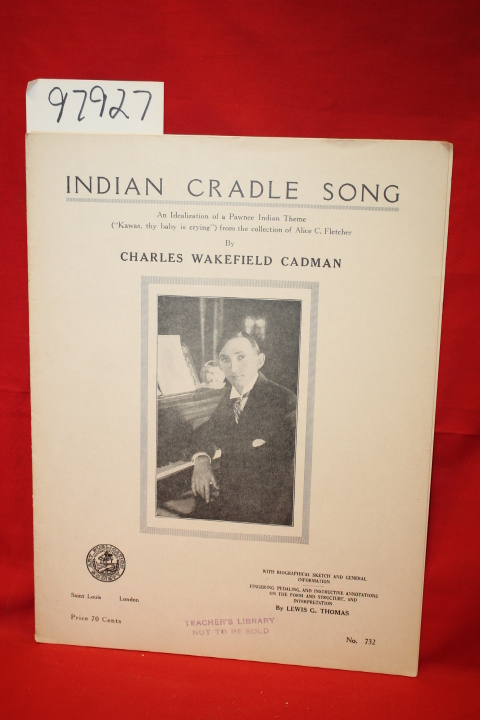 97927
INDIAN CRADLE SONG
An Idealization of a Pawnee Indian Theme
("Kawas, thy baby is crying") from the collection of Alice C. Fletcher
By
CHARLES WAKEFIELD CADMAN
WITH BIOGRAPHICAL SKETCH AND GENERAL
INFORMATION
FINGERING PEDALING, AND INSTRUCTIVE ANNOTATIONS
ON THE FORM AND STRUCTURE, AND
INTERPRETATION
By LEWIS G. THOMAS
Saint Louis London
Price 70 Cents
TEACHER'S LIBRARY
NOT TO BE SOLD
No. 732